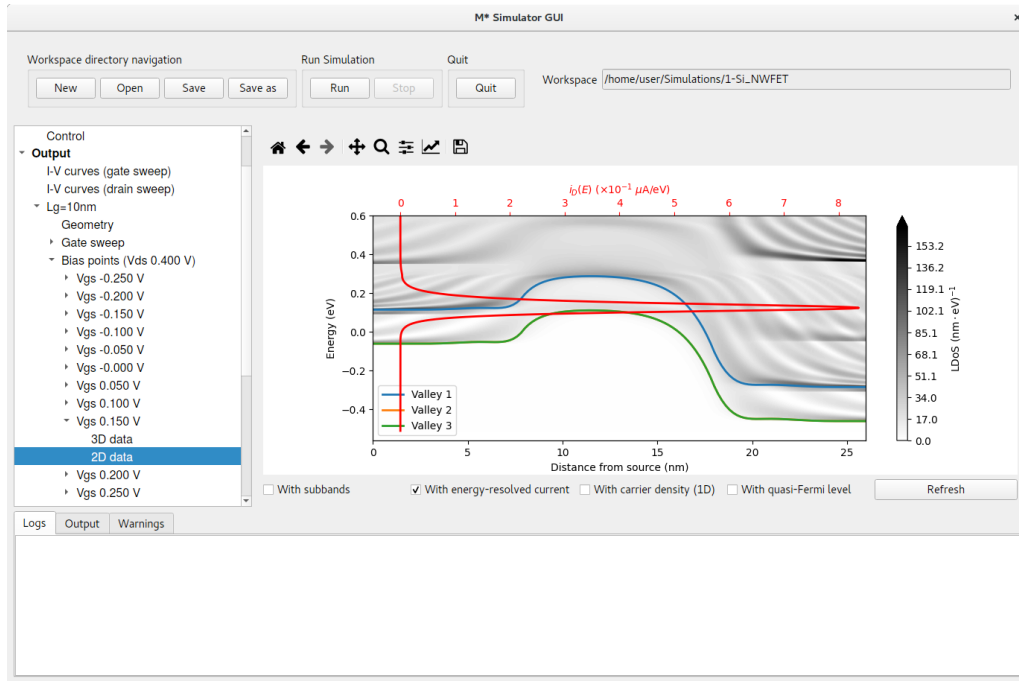 M* Simulator GUI
Workspace directory navigation
Run Simulation
Quit
New
Open
Save
Save as
Run
Stop
Quit
Workspace
/home/user/Simulations/1-Si_NWFET
Control
Output
I-V curves (gate sweep)
I-V curves (drain sweep)
Lg=10nm
Geometry
Gate sweep
Bias points (Vds 0.400 V)
Vgs -0.250 V
Vgs -0.200 V
Vgs -0.150 V
Vgs -0.100 V
Vgs -0.050 V
Vgs -0.000 V
Vgs 0.050 V
Vgs 0.100 V
Vgs 0.150 V
3D data
2D data
Vgs 0.200 V
Vgs 0.250 V
i_D(E) (×10⁻¹ μA/eV)
0 1 2 3 4 5 6 7 8
Energy (eV)
0.6
0.4
0.2
0.0
−0.2
−0.4
Valley 1
Valley 2
Valley 3
0 5 10 15 20 25
Distance from source (nm)
153.2
136.2
119.1
102.1
85.1
68.1
51.1
34.0
17.0
0.0
LDoS (nm · eV)⁻¹
With subbands
With energy-resolved current
With carrier density (1D)
With quasi-Fermi level
Refresh
Logs
Output
Warnings